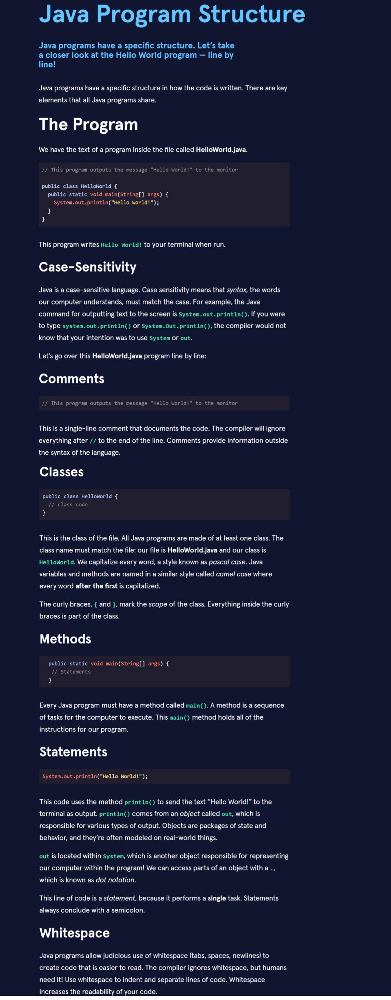 Java Program Structure
Java programs have a specific structure. Let's take
a closer look at the Hello World program — line by
line!
Java programs have a specific structure in how the code is written. There are key
elements that all Java programs share.
The Program
We have the text of a program inside the file called HelloWorld.java.
// This program outputs the message "Hello World!" to the monitor
public class HelloWorld {
  public static void main(String[] args) {
    System.out.println("Hello World!");
  }
}
This program writes Hello World! to your terminal when run.
Case-Sensitivity
Java is a case-sensitive language. Case sensitivity means that syntax, the words
our computer understands, must match the case. For example, the Java
command for outputting text to the screen is System.out.println(). If you were
to type system.out.println() or System.Out.println(), the compiler would not
know that your intention was to use System or out.
Let's go over this HelloWorld.java program line by line:
Comments
// This program outputs the message "Hello World!" to the monitor
This is a single-line comment that documents the code. The compiler will ignore
everything after // to the end of the line. Comments provide information outside
the syntax of the language.
Classes
public class HelloWorld {
  // class code
}
This is the class of the file. All Java programs are made of at least one class. The
class name must match the file: our file is HelloWorld.java and our class is
HelloWorld. We capitalize every word, a style known as pascal case. Java
variables and methods are named in a similar style called camel case where
every word after the first is capitalized.
The curly braces, { and }, mark the scope of the class. Everything inside the curly
braces is part of the class.
Methods
  public static void main(String[] args) {
   // Statements
  }
Every Java program must have a method called main(). A method is a sequence
of tasks for the computer to execute. This main() method holds all of the
instructions for our program.
Statements
System.out.println("Hello World!");
This code uses the method println() to send the text “Hello World!” to the
terminal as output. println() comes from an object called out, which is
responsible for various types of output. Objects are packages of state and
behavior, and they're often modeled on real-world things.
out is located within System, which is another object responsible for representing
our computer within the program! We can access parts of an object with a .,
which is known as dot notation.
This line of code is a statement, because it performs a single task. Statements
always conclude with a semicolon.
Whitespace
Java programs allow judicious use of whitespace (tabs, spaces, newlines) to
create code that is easier to read. The compiler ignores whitespace, but humans
need it! Use whitespace to indent and separate lines of code. Whitespace
increases the readability of your code.